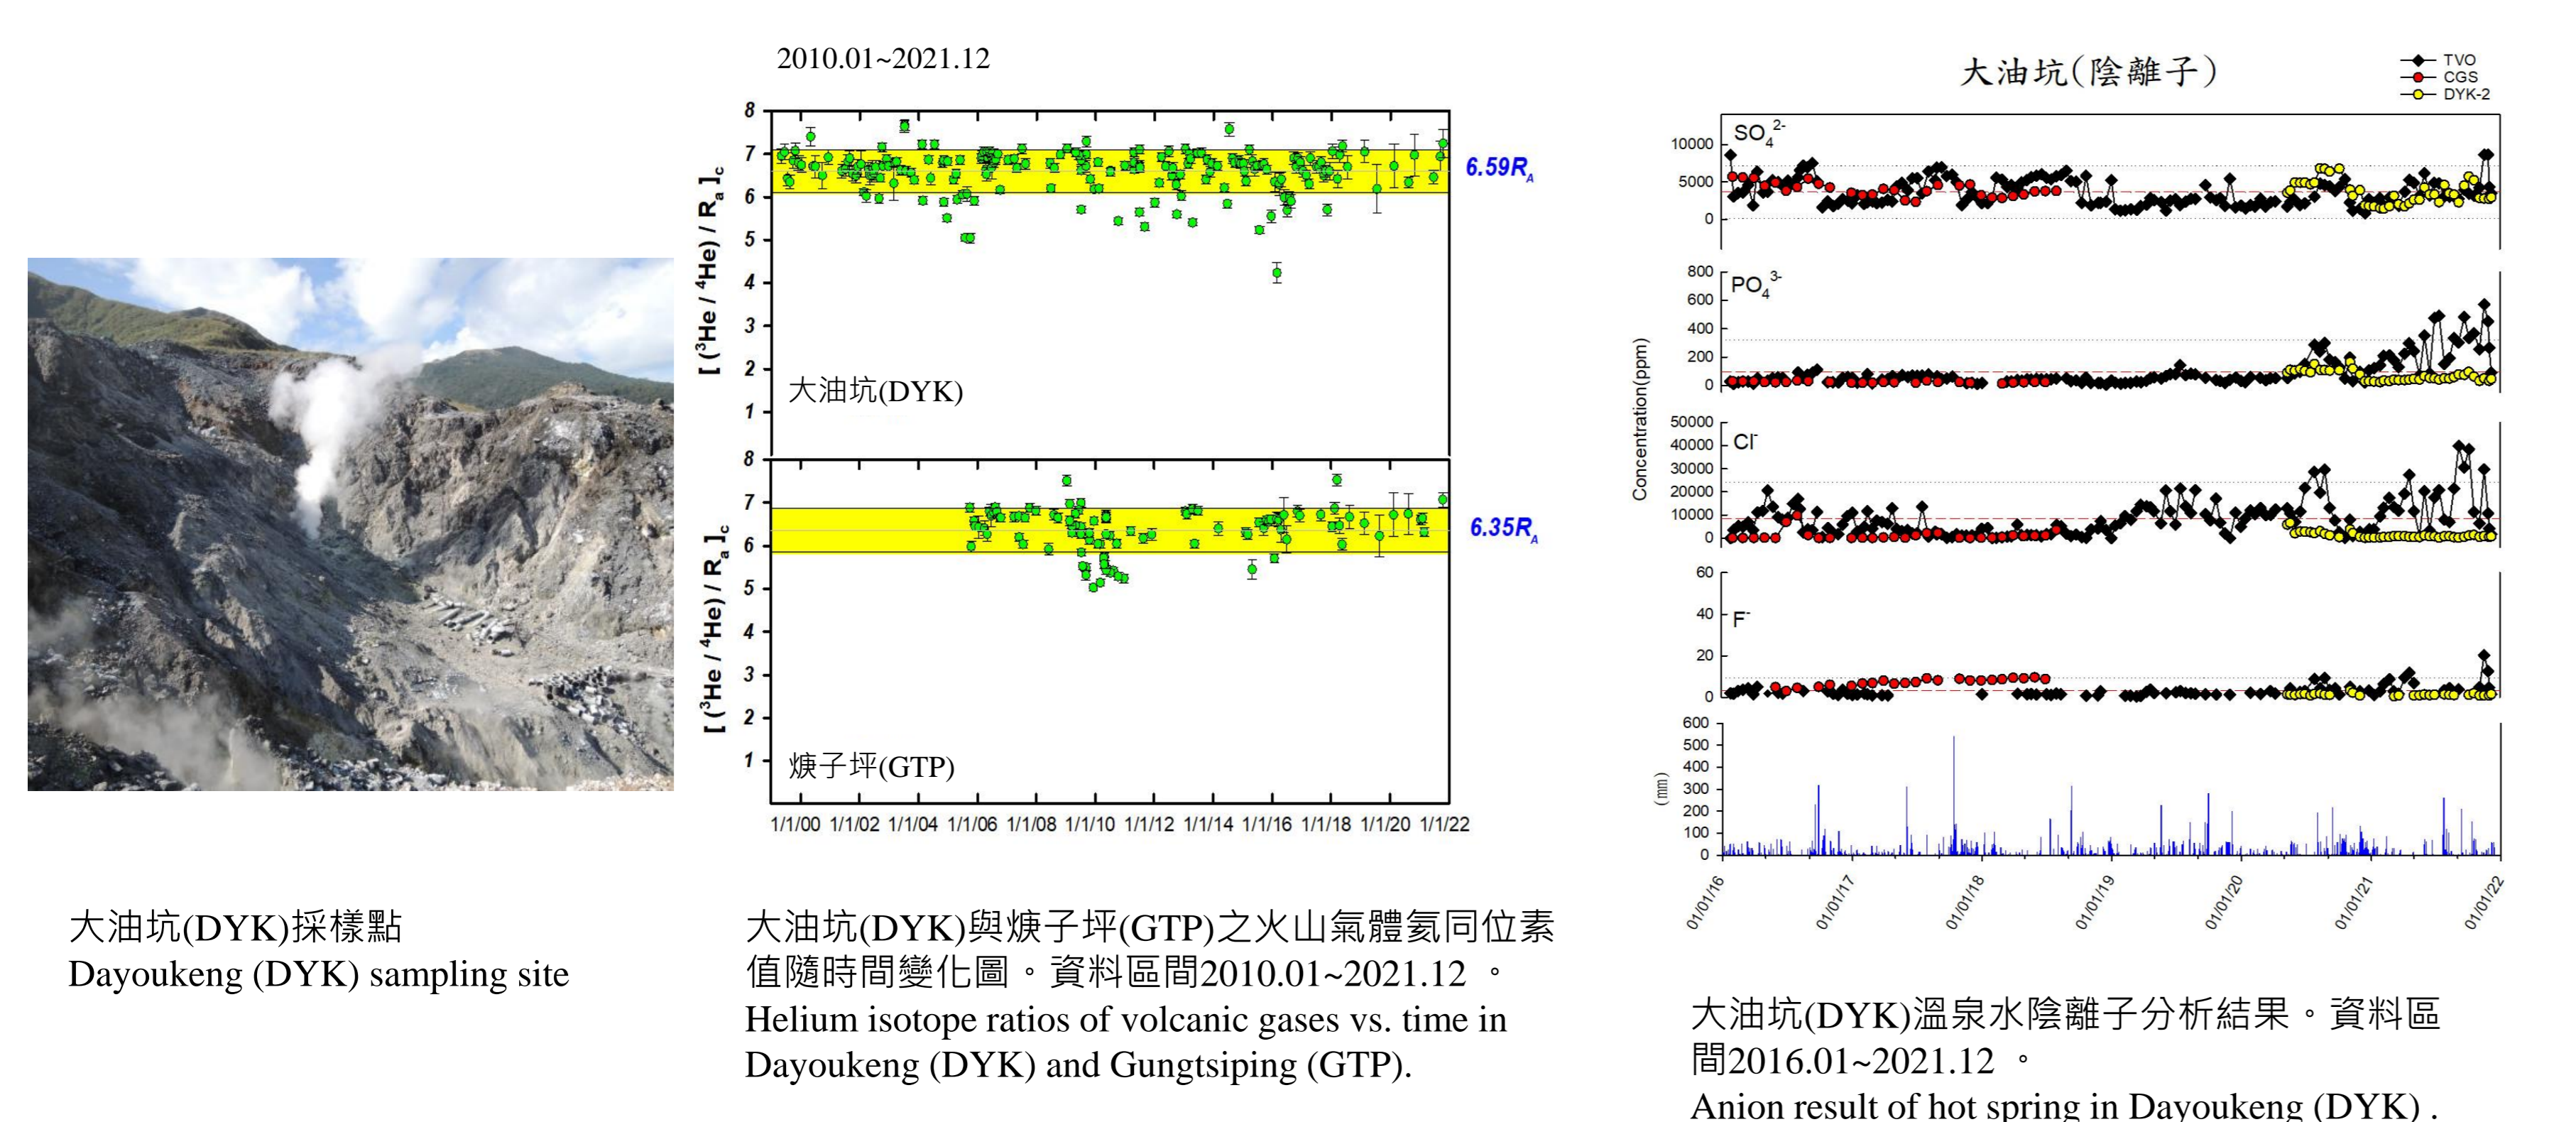 2010.01~2021.12
8
7
6
5
4
3
2
1
[ (³He / ⁴He) / Rₐ ]c
6.59R_A
大油坑(DYK)
8
7
6
5
4
3
2
1
[ (³He / ⁴He) / Rₐ ]c
6.35R_A
焿子坪(GTP)
1/1/00 1/1/02 1/1/04 1/1/06 1/1/08 1/1/10 1/1/12 1/1/14 1/1/16 1/1/18 1/1/20 1/1/22
大油坑(陰離子)
TVO
CGS
DYK-2
Concentration(ppm)
SO₄²⁻
10000
5000
0
PO₄³⁻
800
600
400
200
0
Cl⁻
50000
40000
30000
20000
10000
0
F⁻
60
40
20
0
(mm)
600
500
400
300
200
100
0
01/01/16 01/01/17 01/01/18 01/01/19 01/01/20 01/01/21 01/01/22
大油坑(DYK)採樣點
Dayoukeng (DYK) sampling site
大油坑(DYK)與焿子坪(GTP)之火山氣體氦同位素
值隨時間變化圖。資料區間2010.01~2021.12 。
Helium isotope ratios of volcanic gases vs. time in
Dayoukeng (DYK) and Gungtsiping (GTP).
大油坑(DYK)溫泉水陰離子分析結果。資料區
間2016.01~2021.12 。
Anion result of hot spring in Dayoukeng (DYK) .